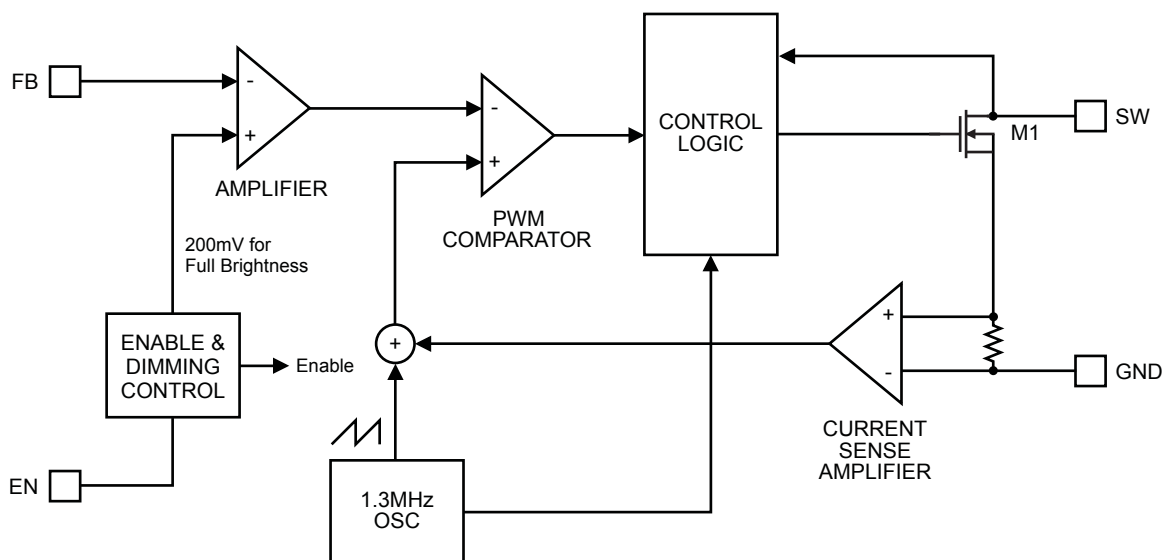 FB
-
+
AMPLIFIER
-
+
PWM
COMPARATOR
CONTROL
LOGIC
M1
SW
200mV for
Full Brightness
ENABLE &
DIMMING
CONTROL
Enable
+
+
-
GND
CURRENT
SENSE
AMPLIFIER
EN
1.3MHz
OSC